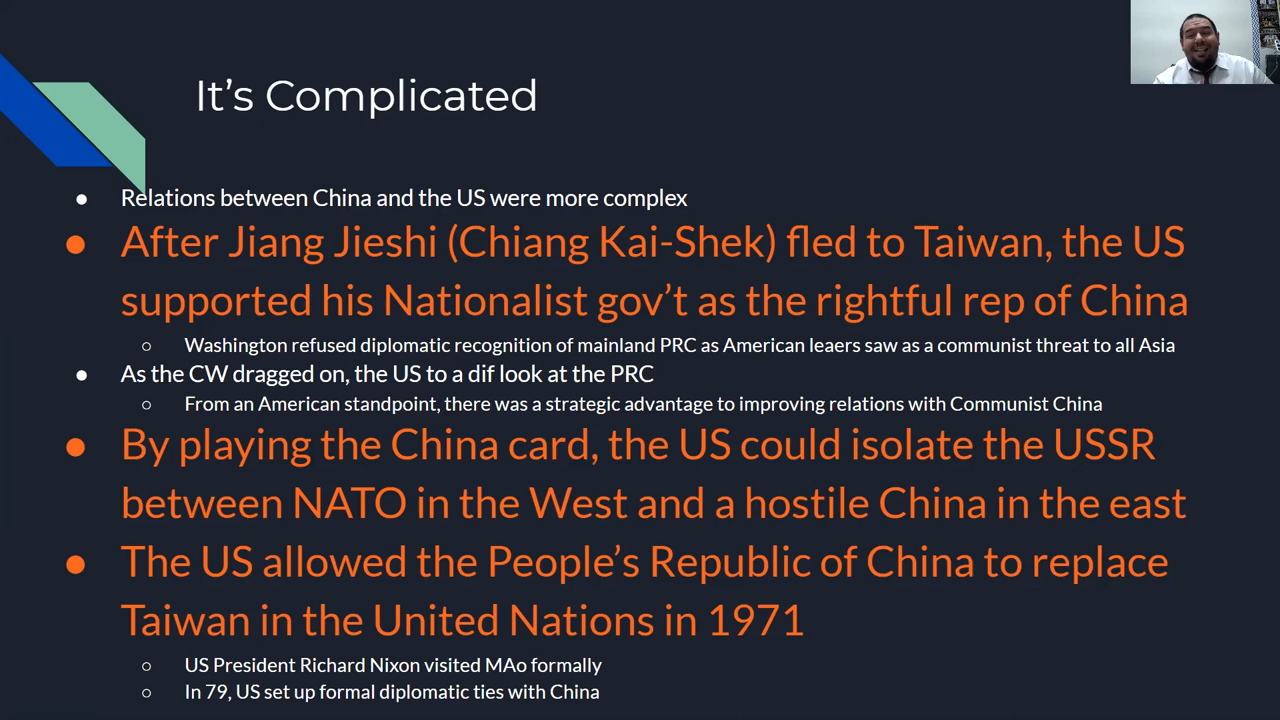 It's Complicated
● Relations between China and the US were more complex
● After Jiang Jieshi (Chiang Kai-Shek) fled to Taiwan, the US
supported his Nationalist gov't as the rightful rep of China
○ Washington refused diplomatic recognition of mainland PRC as American leaers saw as a communist threat to all Asia
● As the CW dragged on, the US to a dif look at the PRC
○ From an American standpoint, there was a strategic advantage to improving relations with Communist China
● By playing the China card, the US could isolate the USSR
between NATO in the West and a hostile China in the east
● The US allowed the People's Republic of China to replace
Taiwan in the United Nations in 1971
○ US President Richard Nixon visited MAo formally
○ In 79, US set up formal diplomatic ties with China